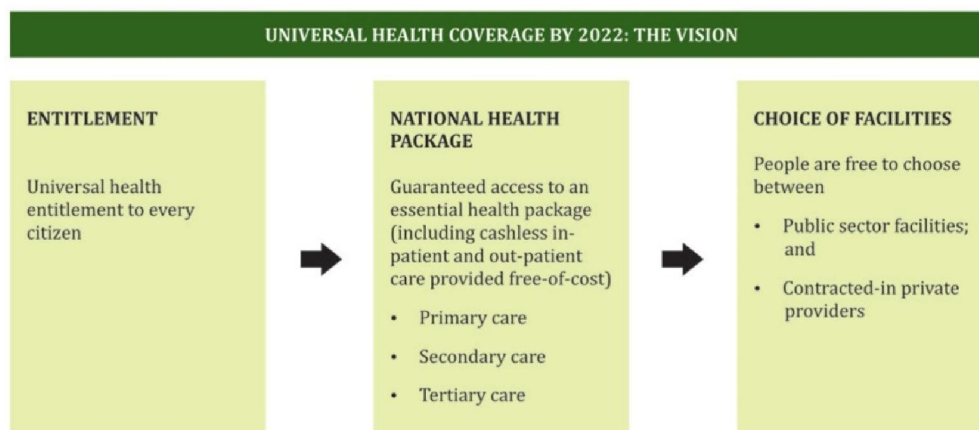 UNIVERSAL HEALTH COVERAGE BY 2022: THE VISION
ENTITLEMENT
Universal health
entitlement to every
citizen
NATIONAL HEALTH
PACKAGE
Guaranteed access to an
essential health package
(including cashless in-
patient and out-patient
care provided free-of-cost)
• Primary care
• Secondary care
• Tertiary care
CHOICE OF FACILITIES
People are free to choose
between
• Public sector facilities;
and
• Contracted-in private
providers